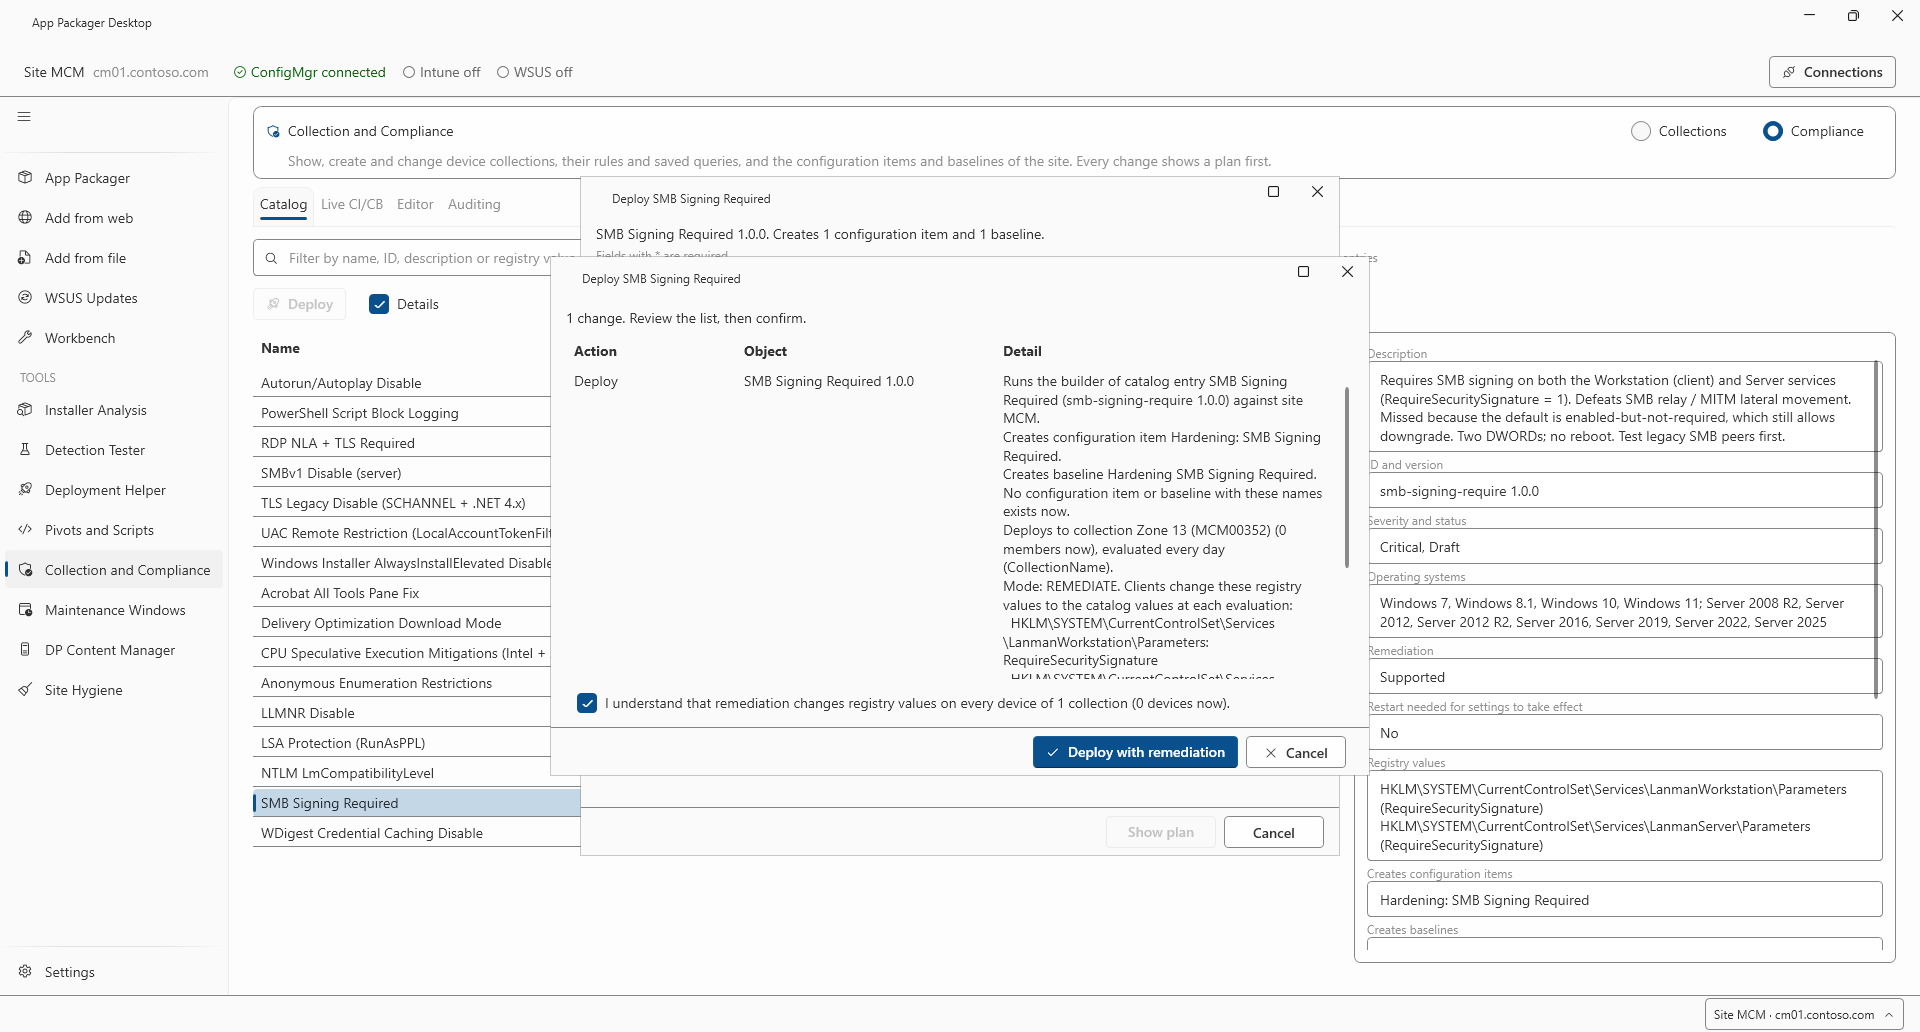 App Packager Desktop
Site MCM cm01.contoso.com ConfigMgr connected Intune off WSUS off Connections
App Packager
Add from web
Add from file
WSUS Updates
Workbench
TOOLS
Installer Analysis
Detection Tester
Deployment Helper
Pivots and Scripts
Collection and Compliance
Maintenance Windows
DP Content Manager
Site Hygiene
Settings
Collection and Compliance
Collections Compliance
Show, create and change device collections, their rules and saved queries, and the configuration items and baselines of the site. Every change shows a plan first.
Catalog Live CI/CB Editor Auditing
Filter by name, ID, description or registry
Deploy Details
Name
Autorun/Autoplay Disable
PowerShell Script Block Logging
RDP NLA + TLS Required
SMBv1 Disable (server)
TLS Legacy Disable (SCHANNEL + .NET 4.x)
UAC Remote Restriction (LocalAccountTokenFilt
Windows Installer AlwaysInstallElevated Disable
Acrobat All Tools Pane Fix
Delivery Optimization Download Mode
CPU Speculative Execution Mitigations (Intel +
Anonymous Enumeration Restrictions
LLMNR Disable
LSA Protection (RunAsPPL)
NTLM LmCompatibilityLevel
SMB Signing Required
WDigest Credential Caching Disable
Deploy SMB Signing Required
SMB Signing Required 1.0.0. Creates 1 configuration item and 1 baseline.
Fields with * are required
Show plan Cancel
Deploy SMB Signing Required
1 change. Review the list, then confirm.
Action Object Detail
Deploy SMB Signing Required 1.0.0 Runs the builder of catalog entry SMB Signing
Required (smb-signing-require 1.0.0) against site
MCM.
Creates configuration item Hardening: SMB Signing
Required.
Creates baseline Hardening SMB Signing Required.
No configuration item or baseline with these names
exists now.
Deploys to collection Zone 13 (MCM00352) (0
members now), evaluated every day
(CollectionName).
Mode: REMEDIATE. Clients change these registry
values to the catalog values at each evaluation:
HKLM\SYSTEM\CurrentControlSet\Services
\LanmanWorkstation\Parameters:
RequireSecuritySignature
HKLM\SYSTEM\CurrentControlSet\Services
I understand that remediation changes registry values on every device of 1 collection (0 devices now).
Deploy with remediation Cancel
entries
Description
Requires SMB signing on both the Workstation (client) and Server services
(RequireSecuritySignature = 1). Defeats SMB relay / MITM lateral movement.
Missed because the default is enabled-but-not-required, which still allows
downgrade. Two DWORDs; no reboot. Test legacy SMB peers first.
ID and version
smb-signing-require 1.0.0
Severity and status
Critical, Draft
Operating systems
Windows 7, Windows 8.1, Windows 10, Windows 11; Server 2008 R2, Server
2012, Server 2012 R2, Server 2016, Server 2019, Server 2022, Server 2025
Remediation
Supported
Restart needed for settings to take effect
No
Registry values
HKLM\SYSTEM\CurrentControlSet\Services\LanmanWorkstation\Parameters
(RequireSecuritySignature)
HKLM\SYSTEM\CurrentControlSet\Services\LanmanServer\Parameters
(RequireSecuritySignature)
Creates configuration items
Hardening: SMB Signing Required
Creates baselines
Site MCM · cm01.contoso.com